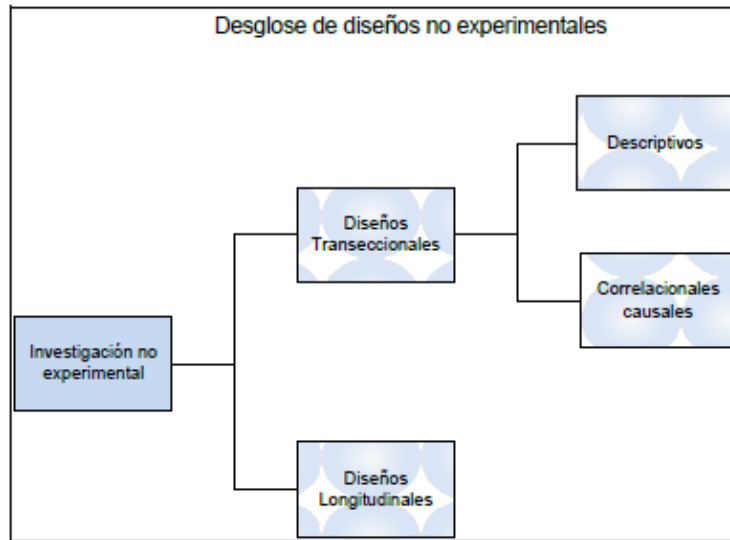 Desglose de diseños no experimentales
Descriptivos
Diseños
Transeccionales
Correlacionales
causales
Investigación no
experimental
Diseños
Longitudinales